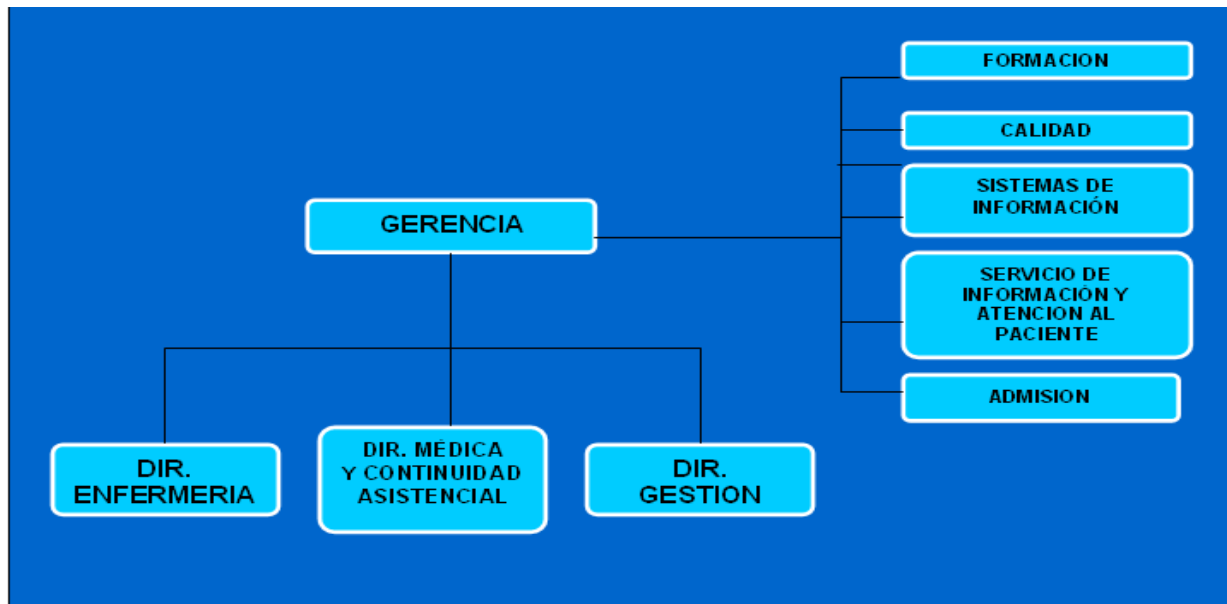 FORMACION
CALIDAD
SISTEMAS DE
INFORMACIÓN
GERENCIA
SERVICIO DE
INFORMACIÓN Y
ATENCION AL
PACIENTE
ADMISION
DIR.
ENFERMERIA
DIR. MÉDICA
Y CONTINUIDAD
ASISTENCIAL
DIR.
GESTION